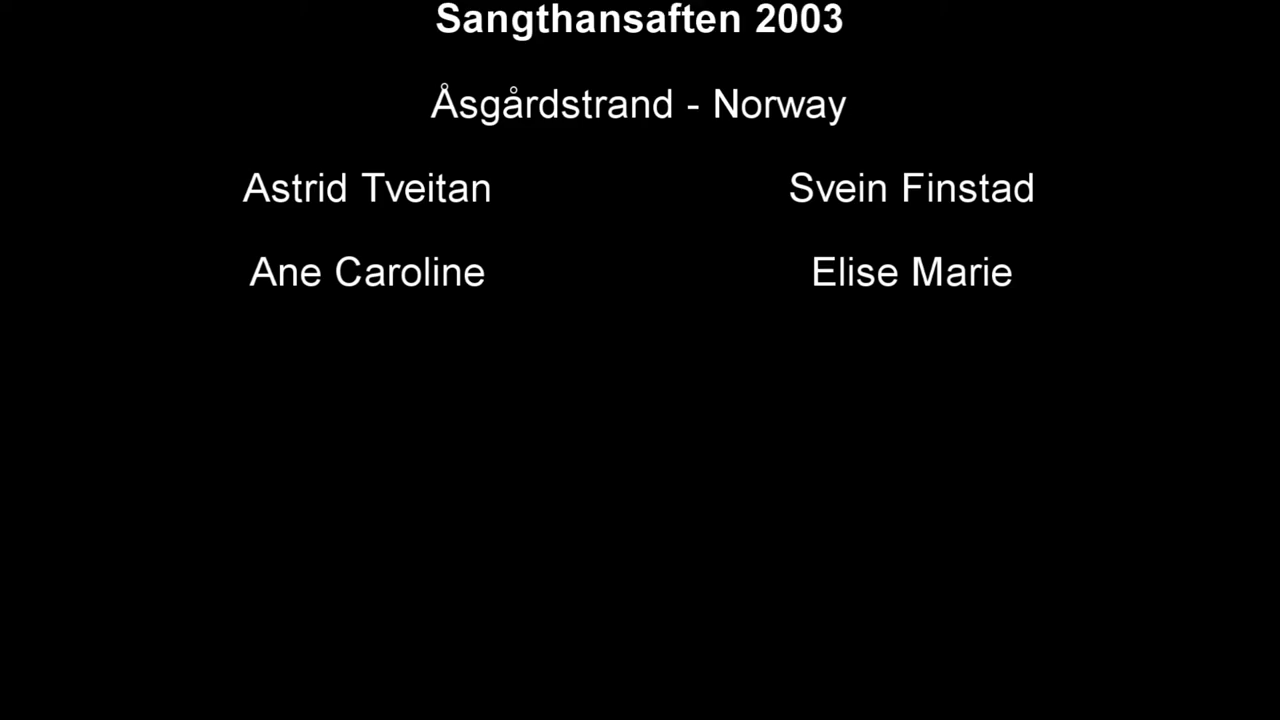 Sangthansaften 2003
Åsgårdstrand - Norway
Astrid Tveitan Svein Finstad
Ane Caroline Elise Marie